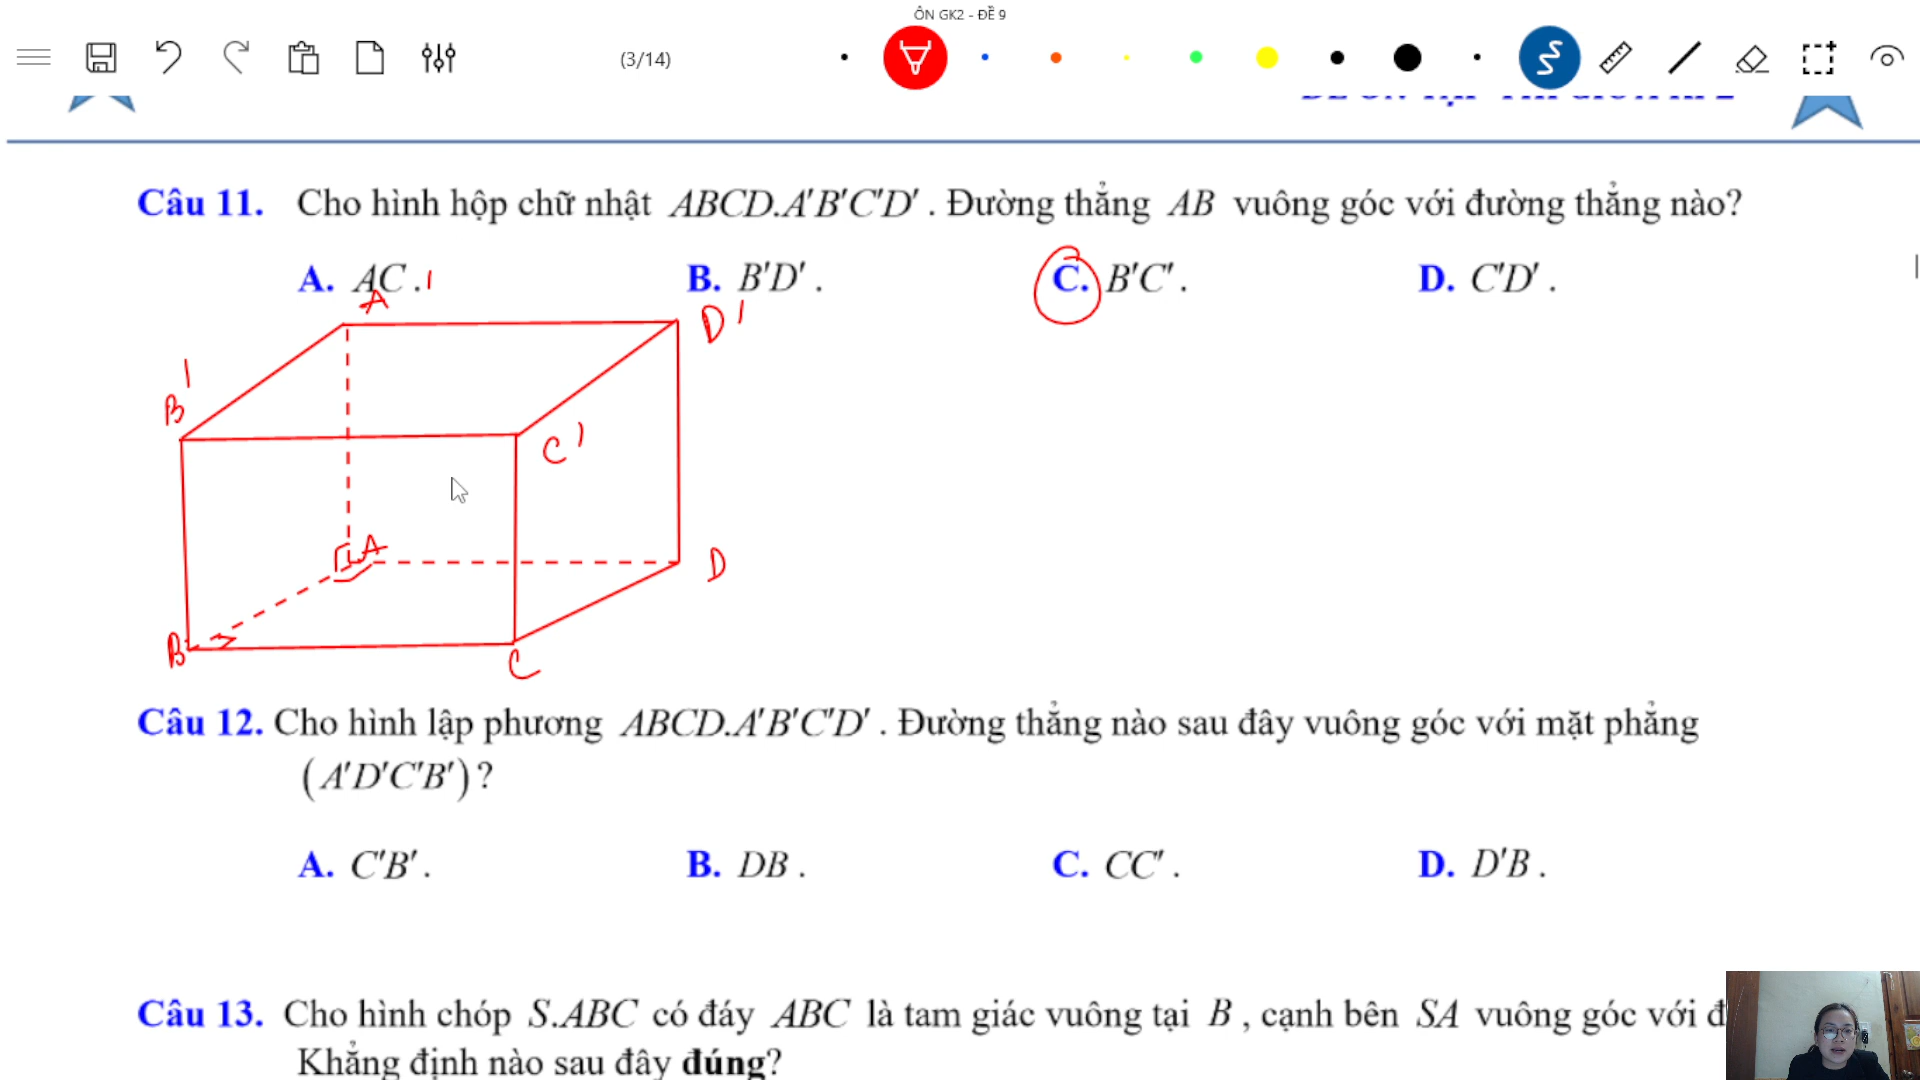 ÔN GK2 - ĐỀ 9
(3/14)
Câu 11. Cho hình hộp chữ nhật ABCD.A'B'C'D' . Đường thẳng AB vuông góc với đường thẳng nào?
A. AC . B. B'D' . C. B'C' . D. C'D' .
A'
D'
B'
C'
A
D
B
C
Câu 12. Cho hình lập phương ABCD.A'B'C'D' . Đường thẳng nào sau đây vuông góc với mặt phẳng
(A'D'C'B')?
A. C'B' . B. DB . C. CC' . D. D'B .
Câu 13. Cho hình chóp S.ABC có đáy ABC là tam giác vuông tại B , cạnh bên SA vuông góc với
Khẳng định nào sau đây đúng?